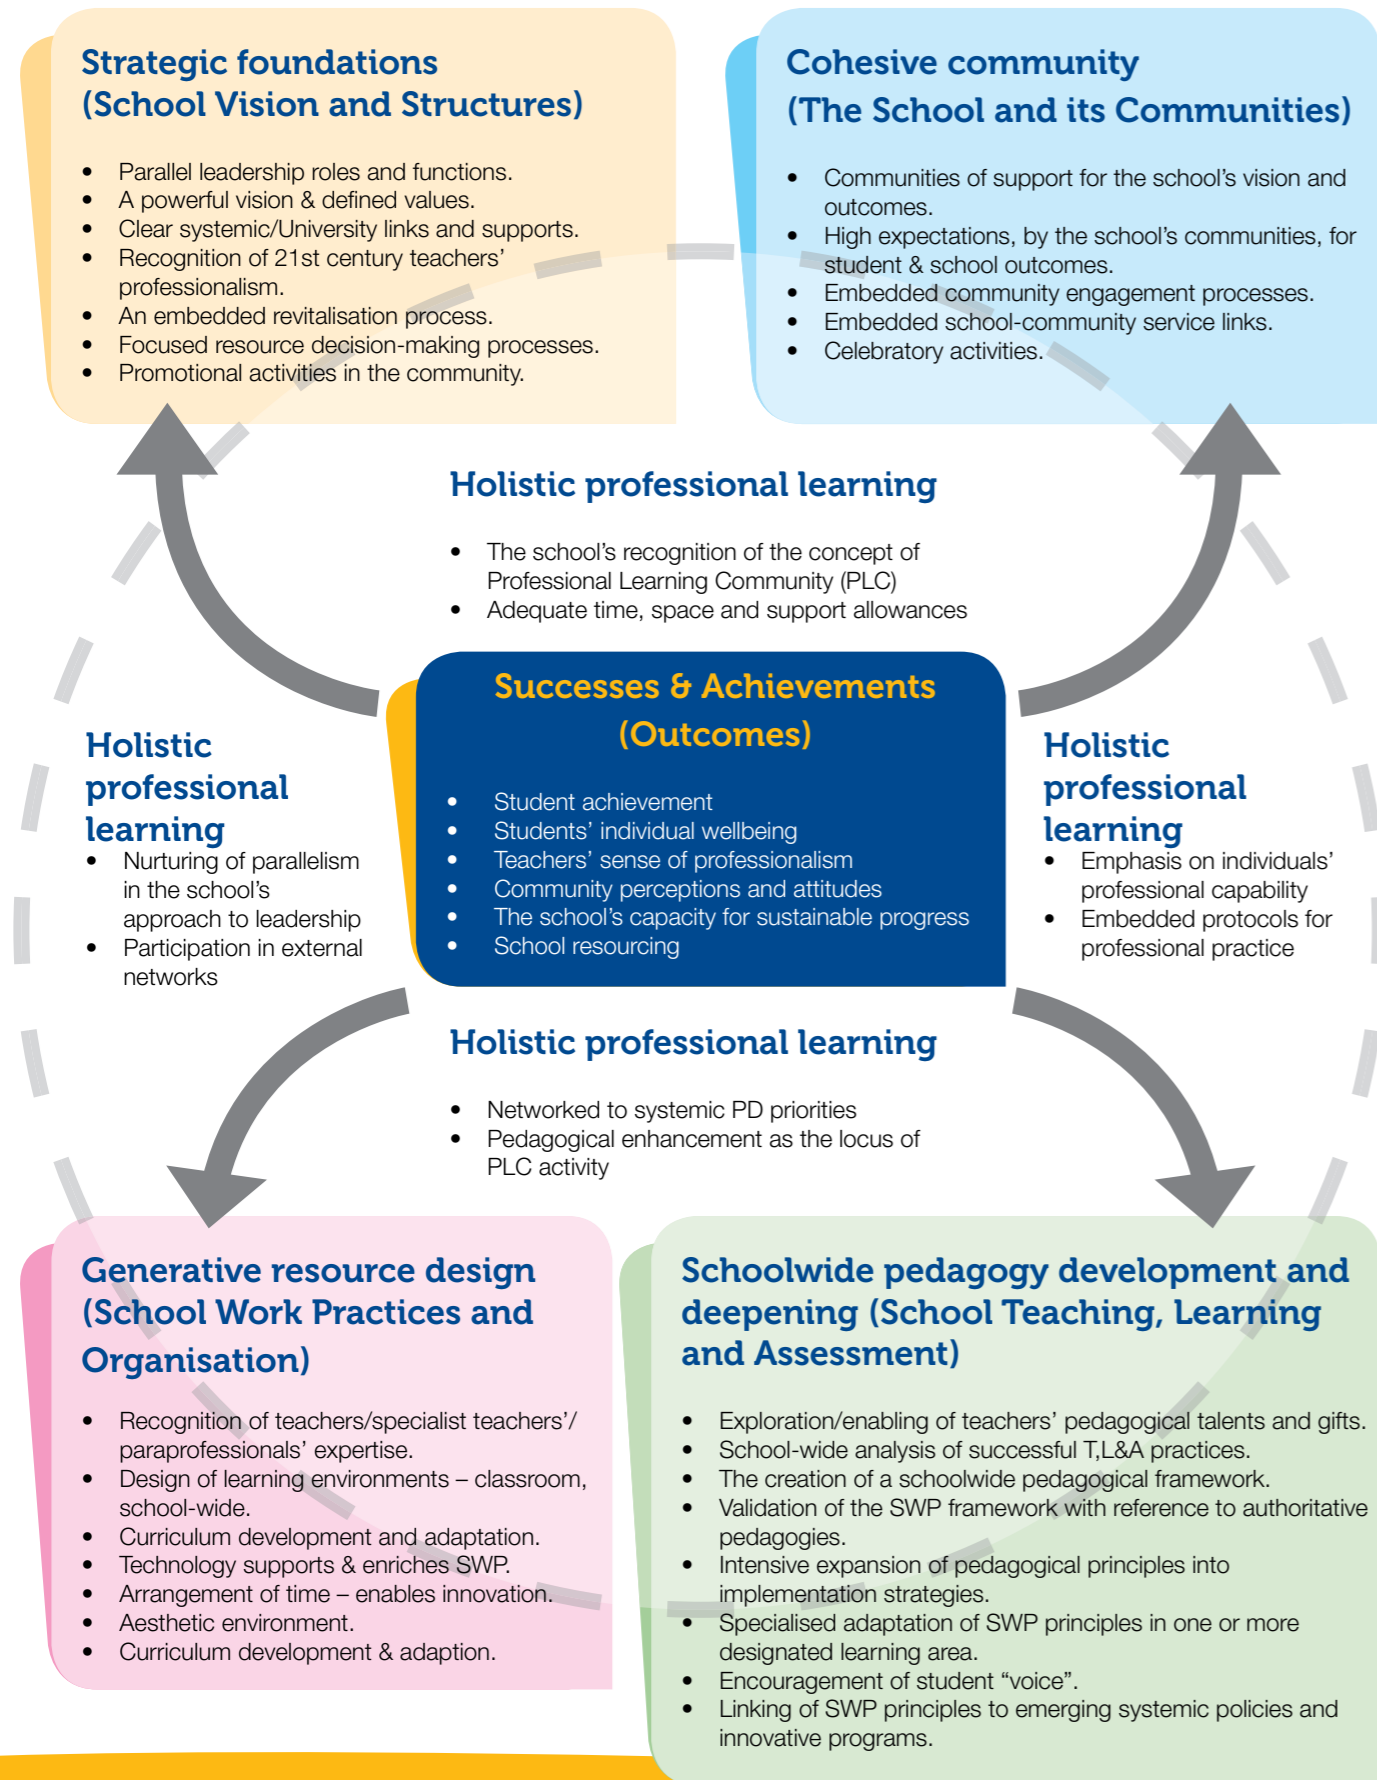 Strategic foundations
(School Vision and Structures)
• Parallel leadership roles and functions.
• A powerful vision & defined values.
• Clear systemic/University links and supports.
• Recognition of 21st century teachers’
professionalism.
• An embedded revitalisation process.
• Focused resource decision-making processes.
• Promotional activities in the community.
Cohesive community
(The School and its Communities)
• Communities of support for the school’s vision and
outcomes.
• High expectations, by the school’s communities, for
student & school outcomes.
• Embedded community engagement processes.
• Embedded school-community service links.
• Celebratory activities.
Holistic professional learning
• The school’s recognition of the concept of
Professional Learning Community (PLC)
• Adequate time, space and support allowances
Holistic
professional
learning
• Nurturing of parallelism
in the school’s
approach to leadership
• Participation in external
networks
Successes & Achievements
(Outcomes)
• Student achievement
• Students’ individual wellbeing
• Teachers’ sense of professionalism
• Community perceptions and attitudes
• The school’s capacity for sustainable progress
• School resourcing
Holistic
professional
learning
• Emphasis on individuals’
professional capability
• Embedded protocols for
professional practice
Holistic professional learning
• Networked to systemic PD priorities
• Pedagogical enhancement as the locus of
PLC activity
Generative resource design
(School Work Practices and
Organisation)
• Recognition of teachers/specialist teachers’/
paraprofessionals’ expertise.
• Design of learning environments – classroom,
school-wide.
• Curriculum development and adaptation.
• Technology supports & enriches SWP.
• Arrangement of time – enables innovation.
• Aesthetic environment.
• Curriculum development & adaption.
Schoolwide pedagogy development and
deepening (School Teaching, Learning
and Assessment)
• Exploration/enabling of teachers’ pedagogical talents and gifts.
• School-wide analysis of successful T,L&A practices.
• The creation of a schoolwide pedagogical framework.
• Validation of the SWP framework with reference to authoritative
pedagogies.
• Intensive expansion of pedagogical principles into
implementation strategies.
• Specialised adaptation of SWP principles in one or more
designated learning area.
• Encouragement of student “voice”.
• Linking of SWP principles to emerging systemic policies and
innovative programs.